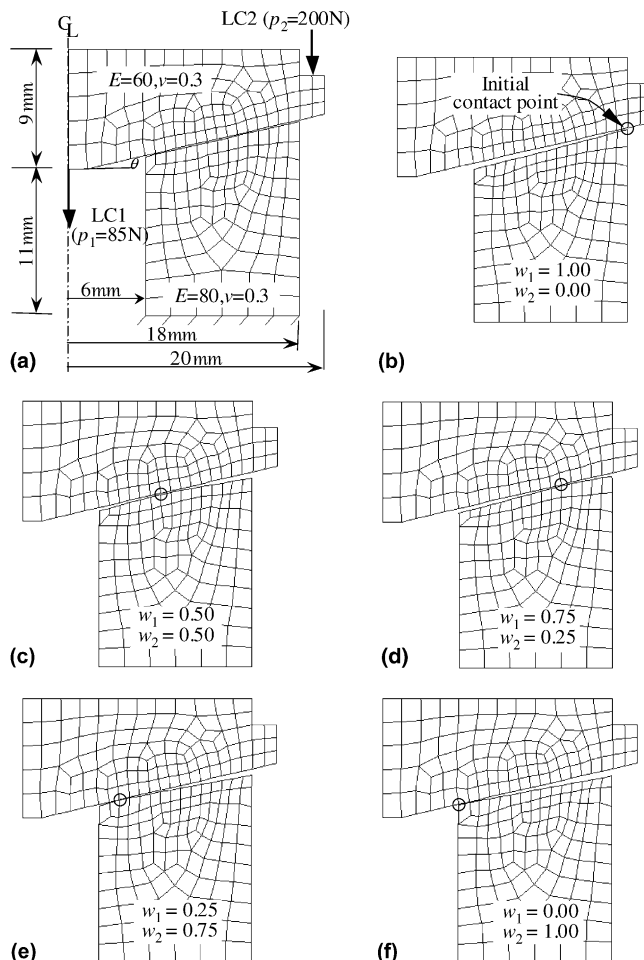 CL
LC2 (p2=200N)
E=60,ν=0.3
9mm
θ
LC1
(p1=85N)
11mm
6mm
E=80,ν=0.3
18mm
20mm
(a)
Initial
contact point
w1 = 1.00
w2 = 0.00
(b)
w1 = 0.50
w2 = 0.50
(c)
w1 = 0.75
w2 = 0.25
(d)
w1 = 0.25
w2 = 0.75
(e)
w1 = 0.00
w2 = 1.00
(f)